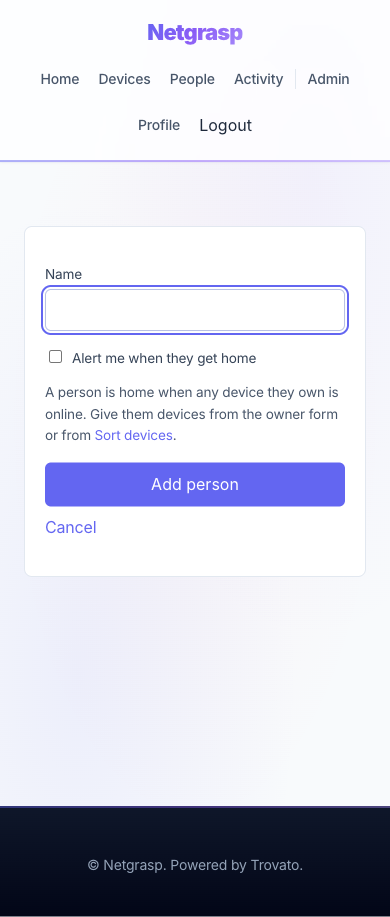 Netgrasp
Home Devices People Activity Admin
Profile Logout
Name
Alert me when they get home
A person is home when any device they own is
online. Give them devices from the owner form
or from Sort devices.
Add person
Cancel
© Netgrasp. Powered by Trovato.